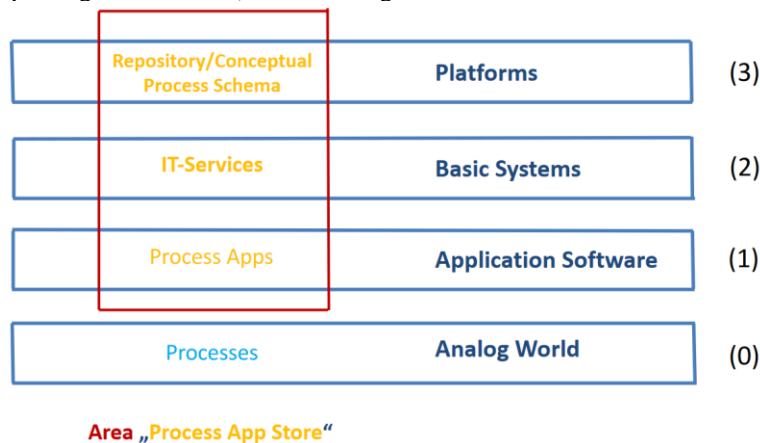 Repository/Conceptual
Process Schema
Platforms
(3)
IT-Services
Basic Systems
(2)
Process Apps
Application Software
(1)
Processes
Analog World
(0)
Area „Process App Store“